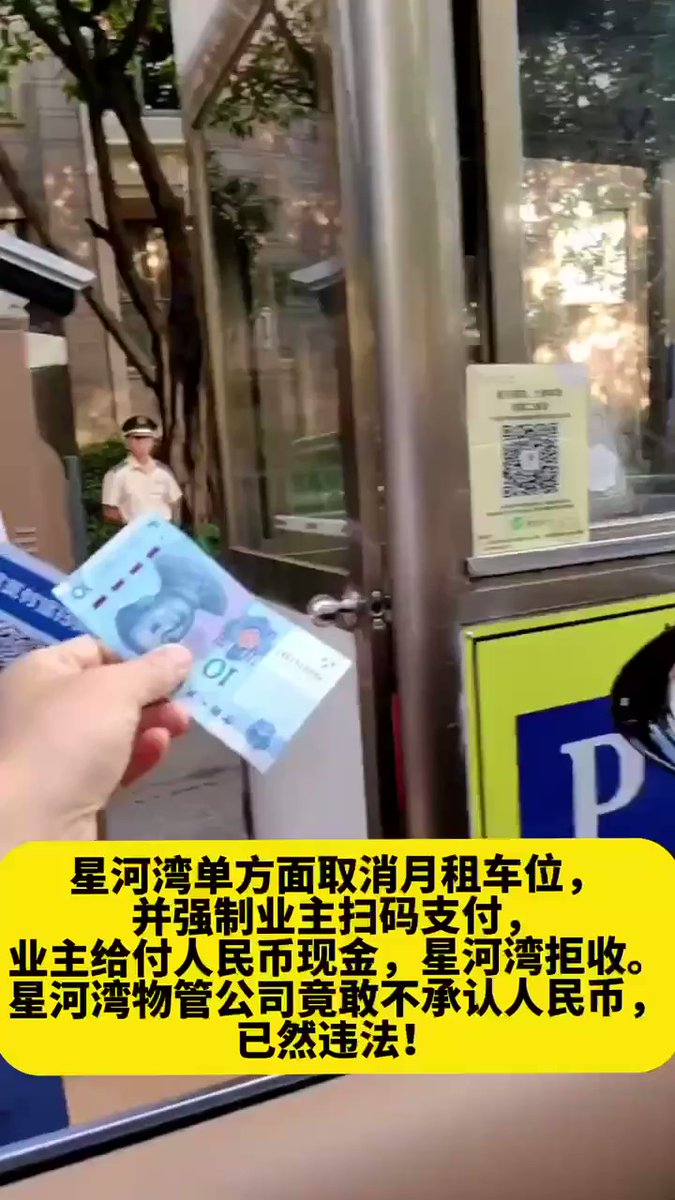 10
P
星河湾单方面取消月租车位，
并强制业主扫码支付，
业主给付人民币现金，星河湾拒收。
星河湾物管公司竟敢不承认人民币，
已然违法！